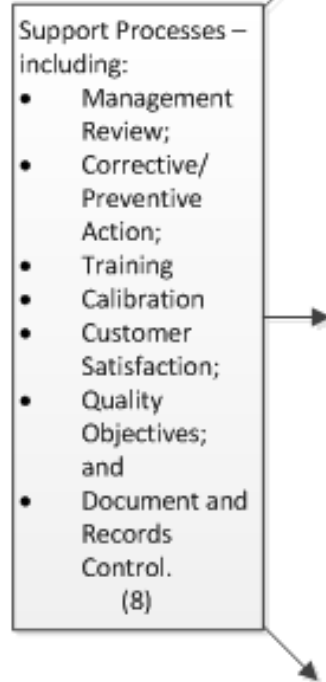 Support Processes –
including:
• Management
Review;
• Corrective/
Preventive
Action;
• Training
• Calibration
• Customer
Satisfaction;
• Quality
Objectives;
and
• Document and
Records
Control.
(8)